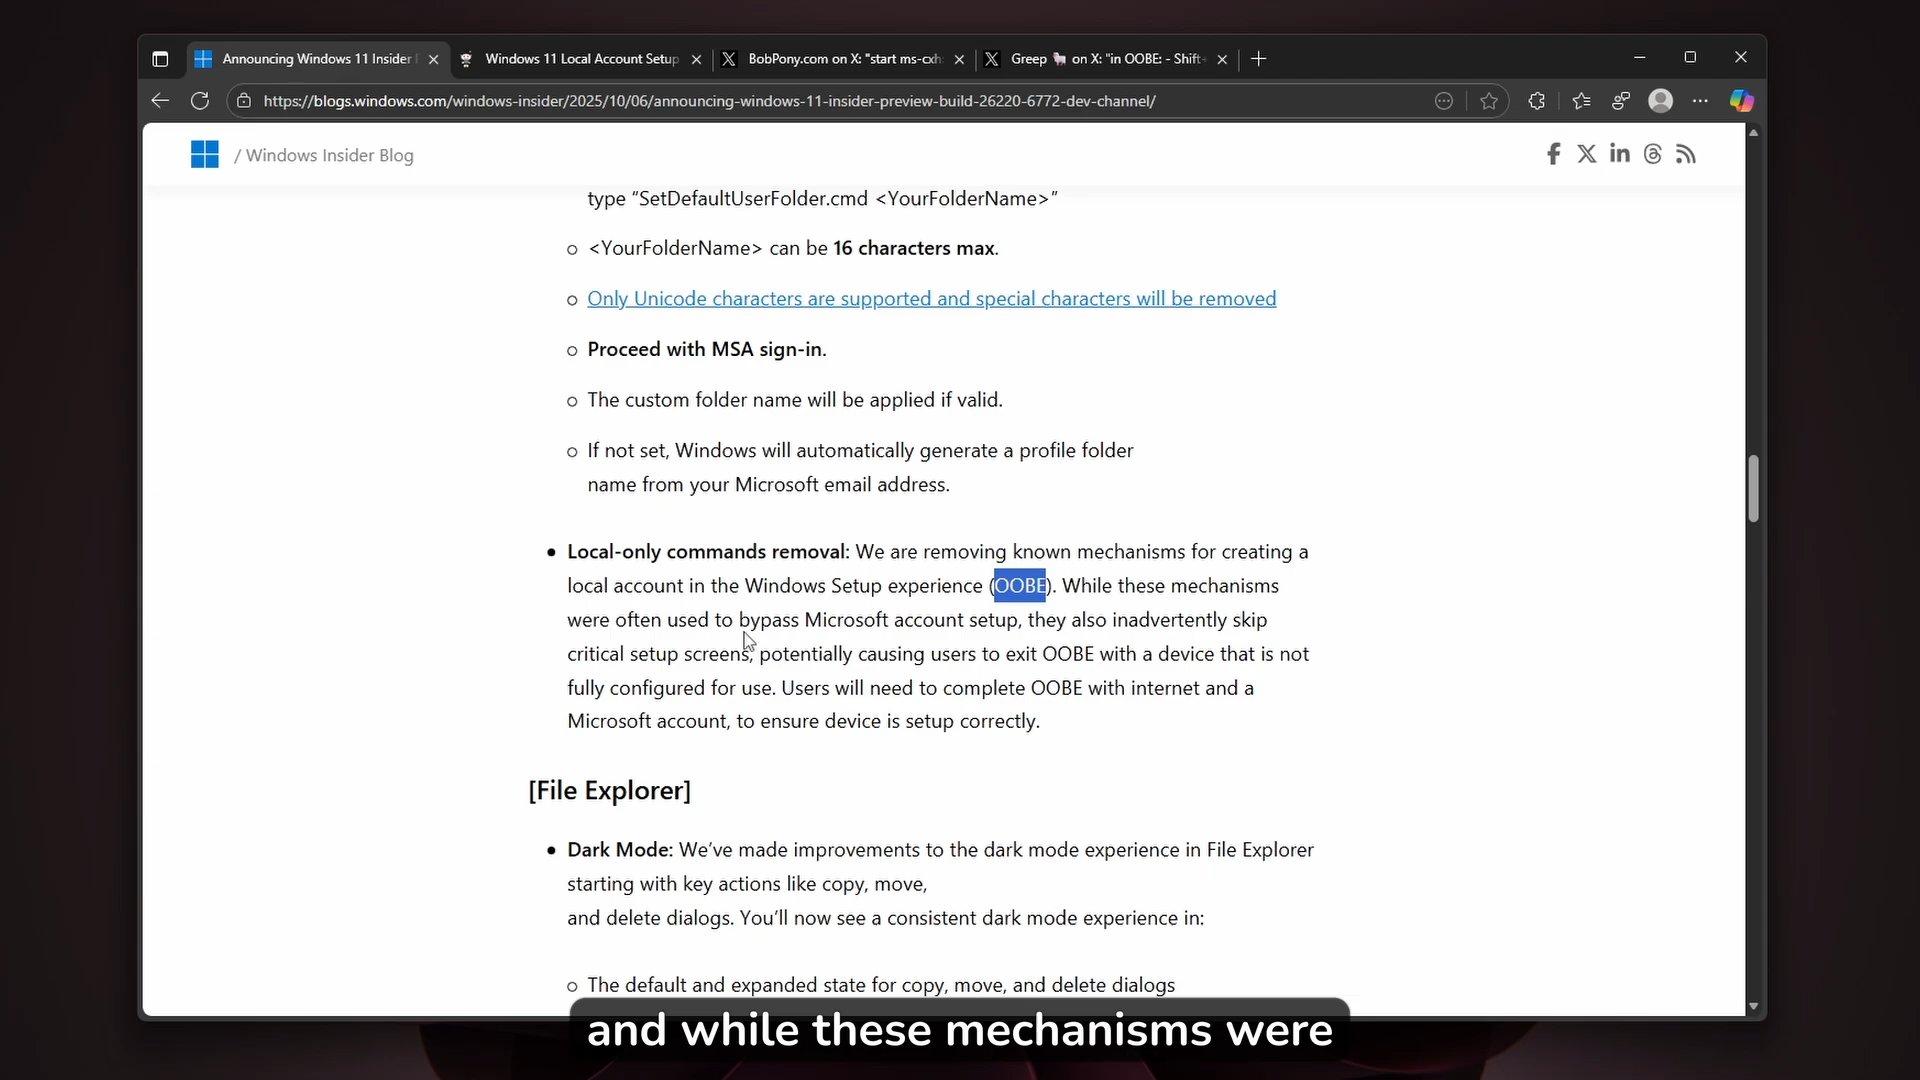 Announcing Windows 11 Insider
Windows 11 Local Account Setup
BobPony.com on X: "start ms-cxh:
Greep 🐏 on X: "in OOBE: - Shift+
https://blogs.windows.com/windows-insider/2025/10/06/announcing-windows-11-insider-preview-build-26220-6772-dev-channel/
/ Windows Insider Blog
type “SetDefaultUserFolder.cmd <YourFolderName>”
<YourFolderName> can be 16 characters max.
Only Unicode characters are supported and special characters will be removed
Proceed with MSA sign-in.
The custom folder name will be applied if valid.
If not set, Windows will automatically generate a profile folder
name from your Microsoft email address.
Local-only commands removal: We are removing known mechanisms for creating a
local account in the Windows Setup experience (OOBE). While these mechanisms
were often used to bypass Microsoft account setup, they also inadvertently skip
critical setup screens, potentially causing users to exit OOBE with a device that is not
fully configured for use. Users will need to complete OOBE with internet and a
Microsoft account, to ensure device is setup correctly.
[File Explorer]
Dark Mode: We’ve made improvements to the dark mode experience in File Explorer
starting with key actions like copy, move,
and delete dialogs. You’ll now see a consistent dark mode experience in:
The default and expanded state for copy, move, and delete dialogs
and while these mechanisms were